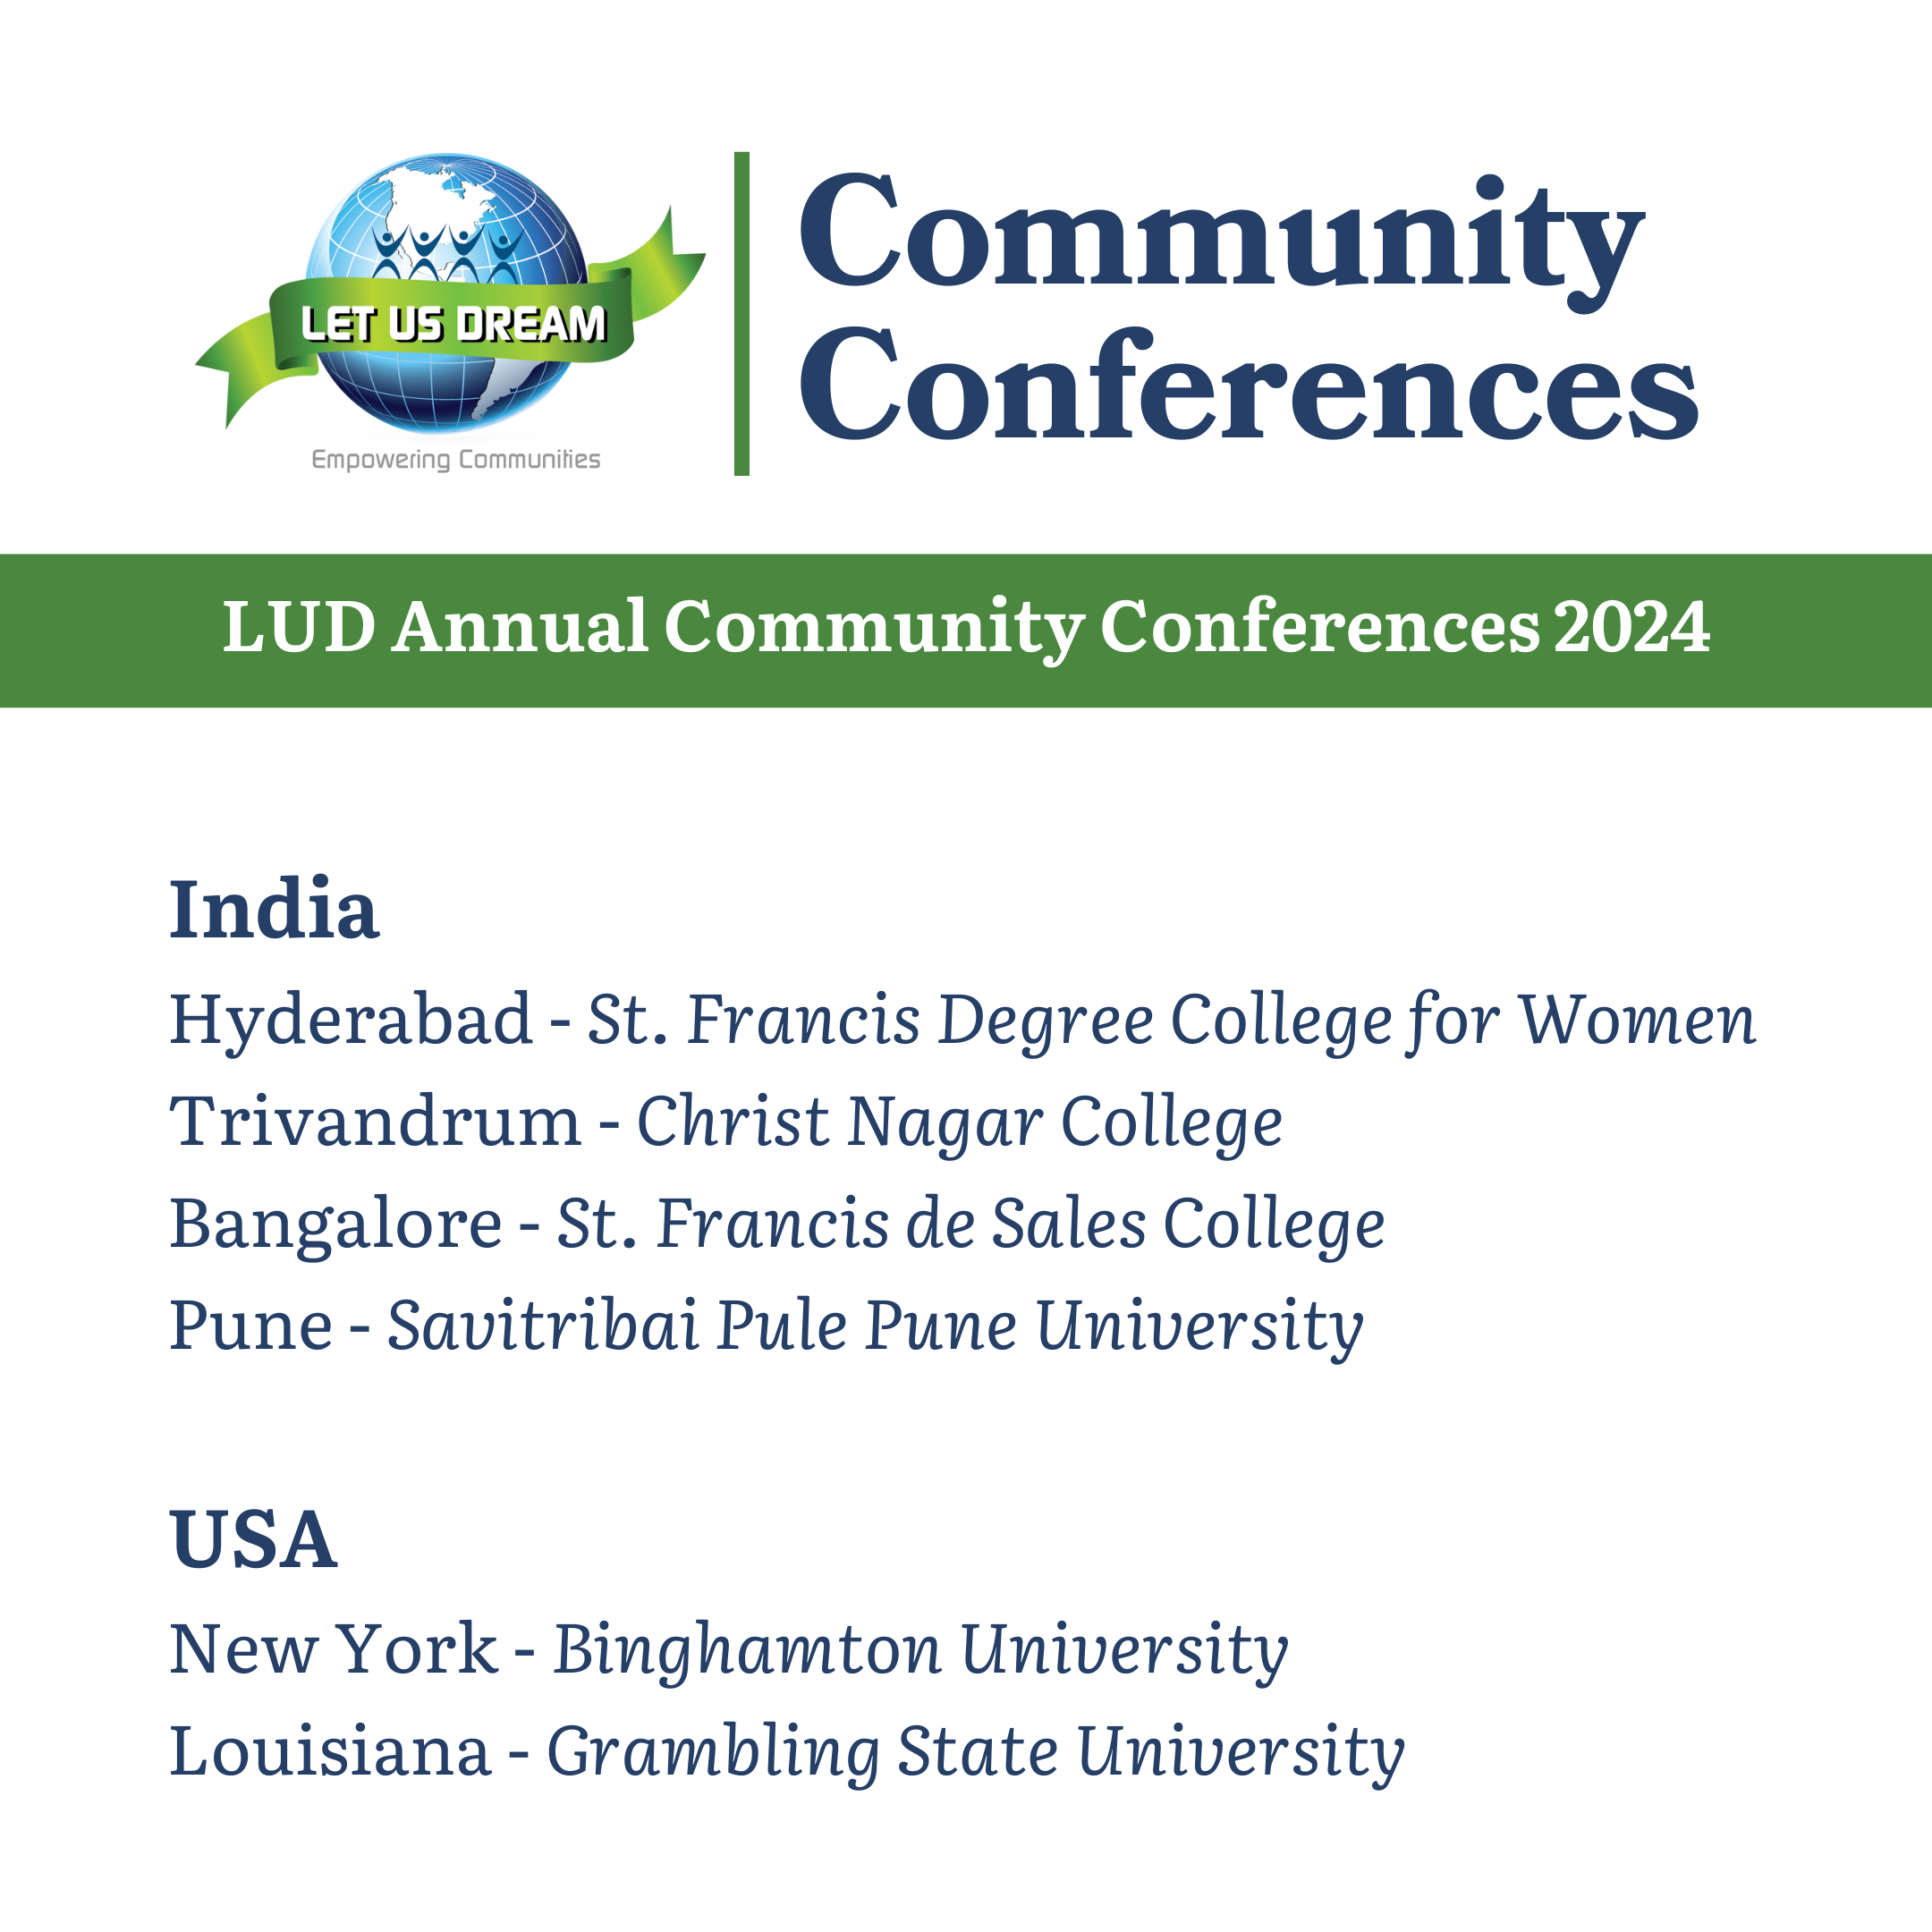 LET US DREAM
Empowering Communities
Community
Conferences
LUD Annual Community Conferences 2024
India
Hyderabad - St. Francis Degree College for Women
Trivandrum - Christ Nagar College
Bangalore - St. Francis de Sales College
Pune - Savitribai Pule Pune University
USA
New York - Binghamton University
Louisiana - Grambling State University